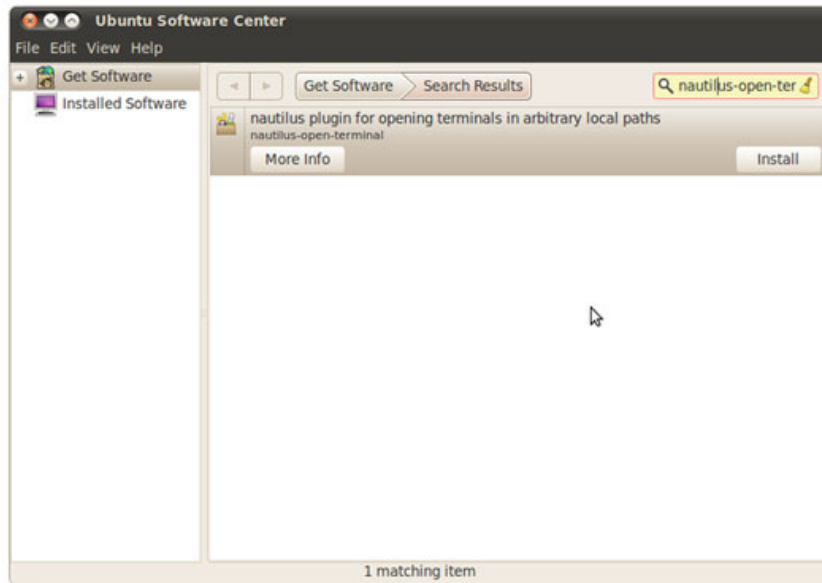 Ubuntu Software Center
File Edit View Help
Get Software
Installed Software
Get Software Search Results
nautilus-open-ter
nautilus plugin for opening terminals in arbitrary local paths
nautilus-open-terminal
More Info
Install
1 matching item